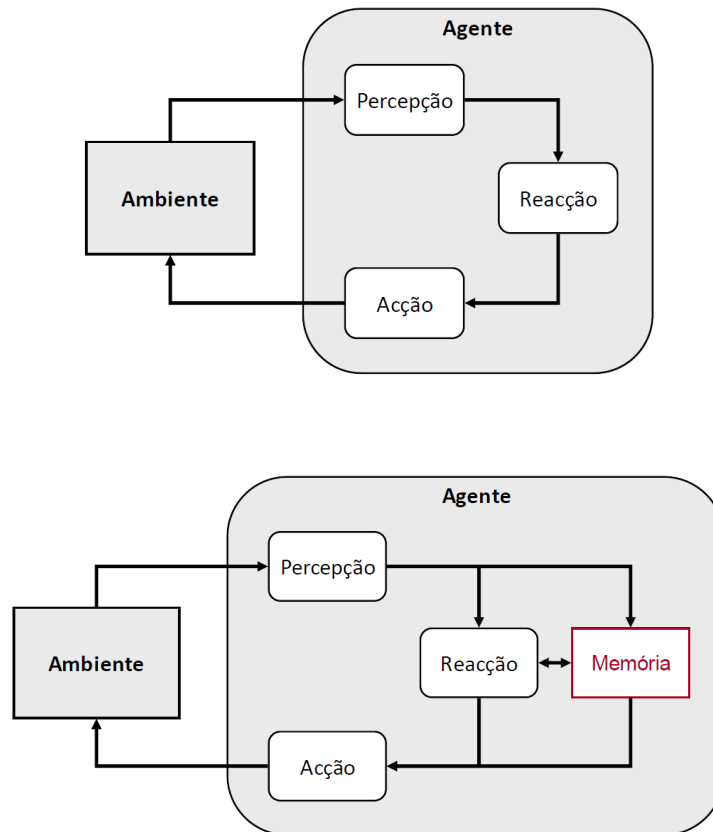 Agente
Percepção
Ambiente
Reacção
Acção
Agente
Percepção
Ambiente
Reacção
Memória
Acção